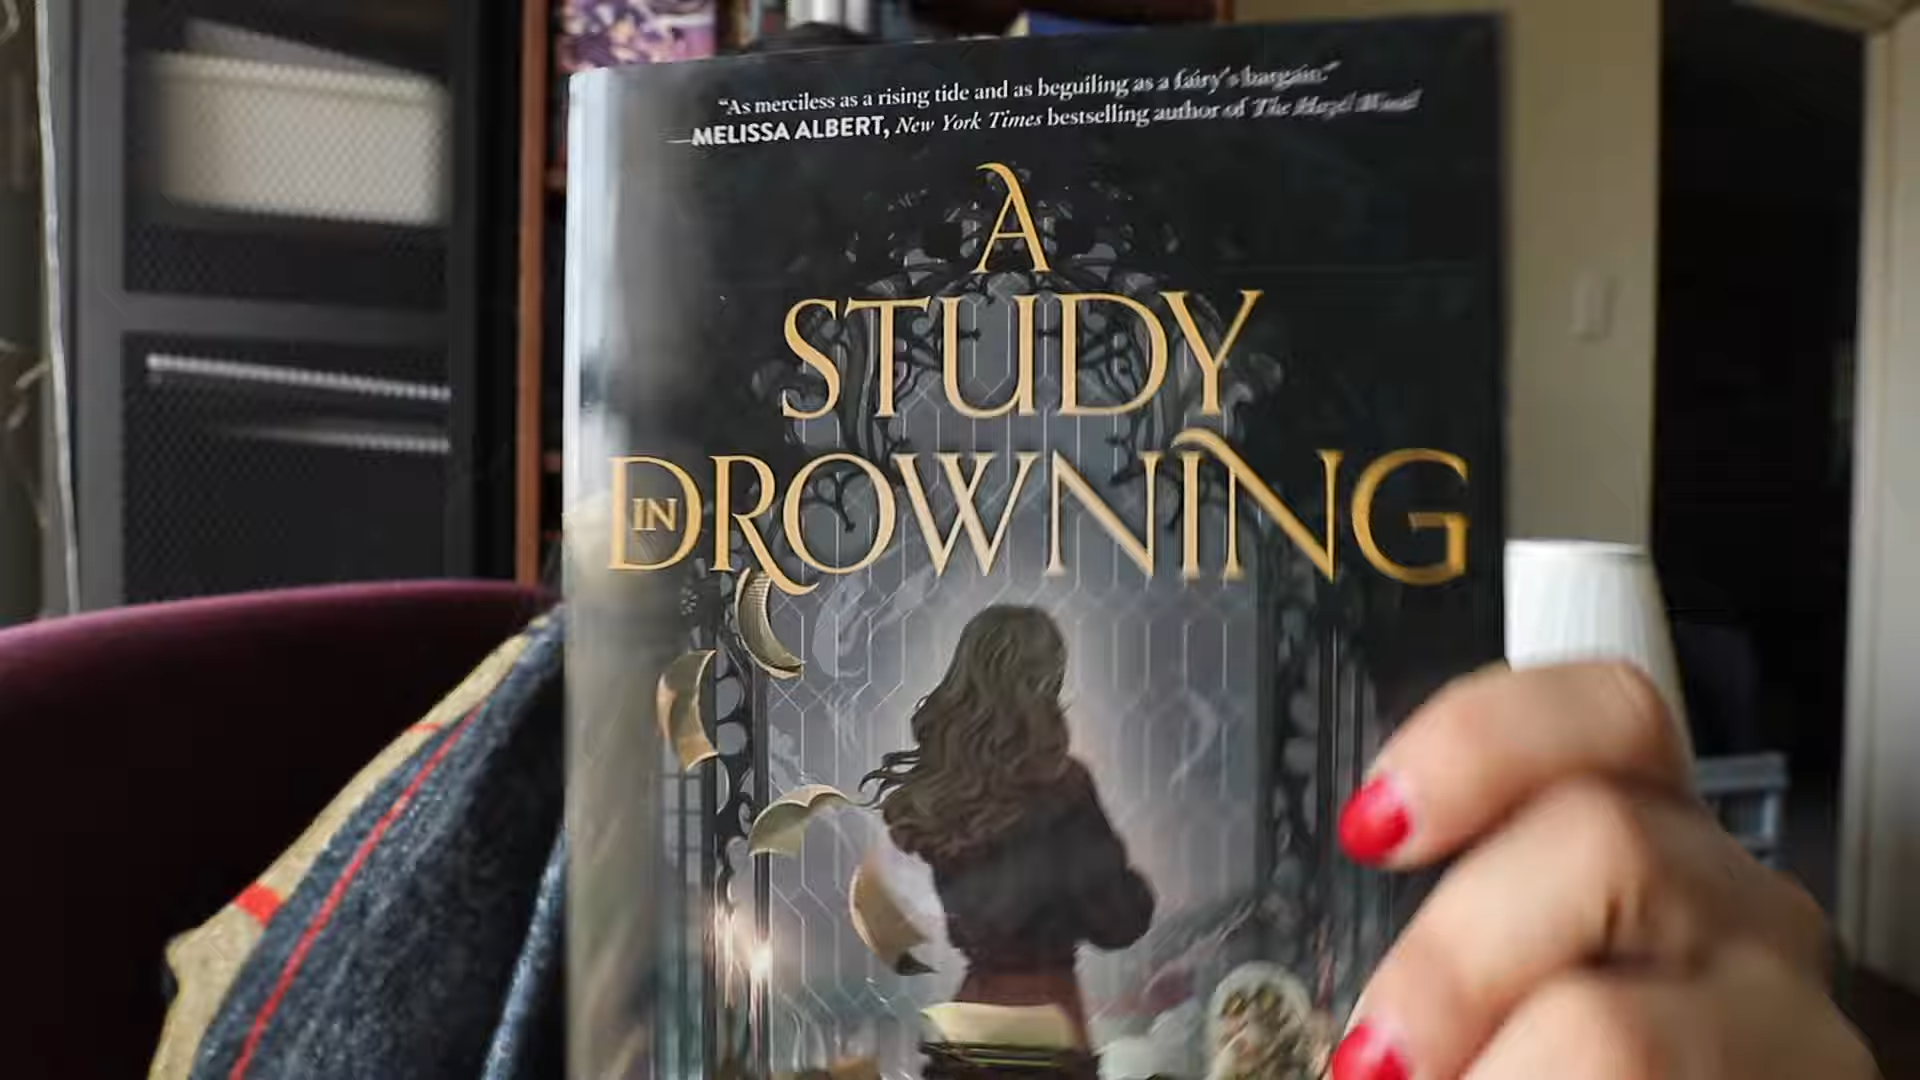 “As merciless as a rising tide and as beguiling as a fairy’s bargain.”
—MELISSA ALBERT, New York Times bestselling author of The Hazel Wood
A
STUDY
IN DROWNING